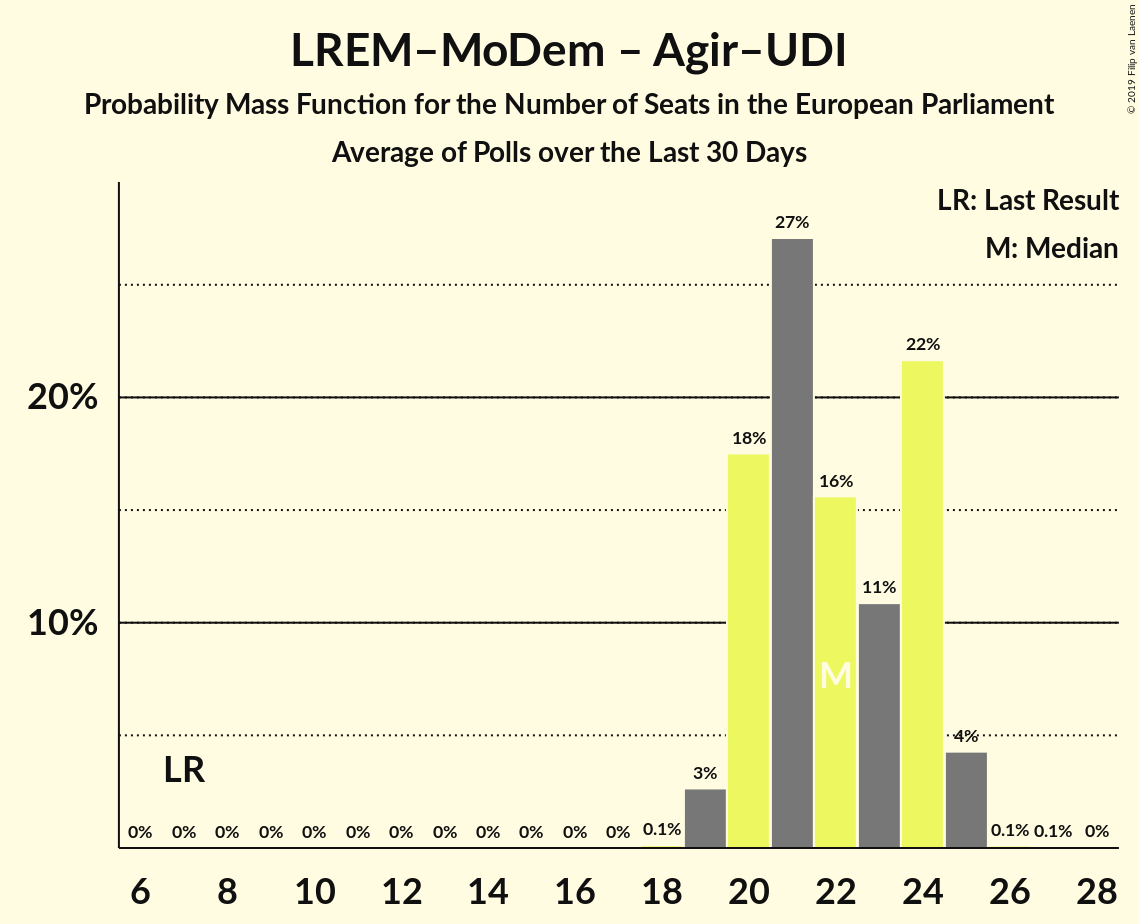 LREM–MoDem – Agir–UDI
Probability Mass Function for the Number of Seats in the European Parliament
Average of Polls over the Last 30 Days
© 2019 Filip van Laenen
LR: Last Result
M: Median
27%
22%
20%
18%
16%
11%
10%
M
4%
LR
3%
0% 0% 0% 0% 0% 0% 0% 0% 0% 0% 0% 0% 0.1% 0.1% 0.1% 0%
6 8 10 12 14 16 18 20 22 24 26 28